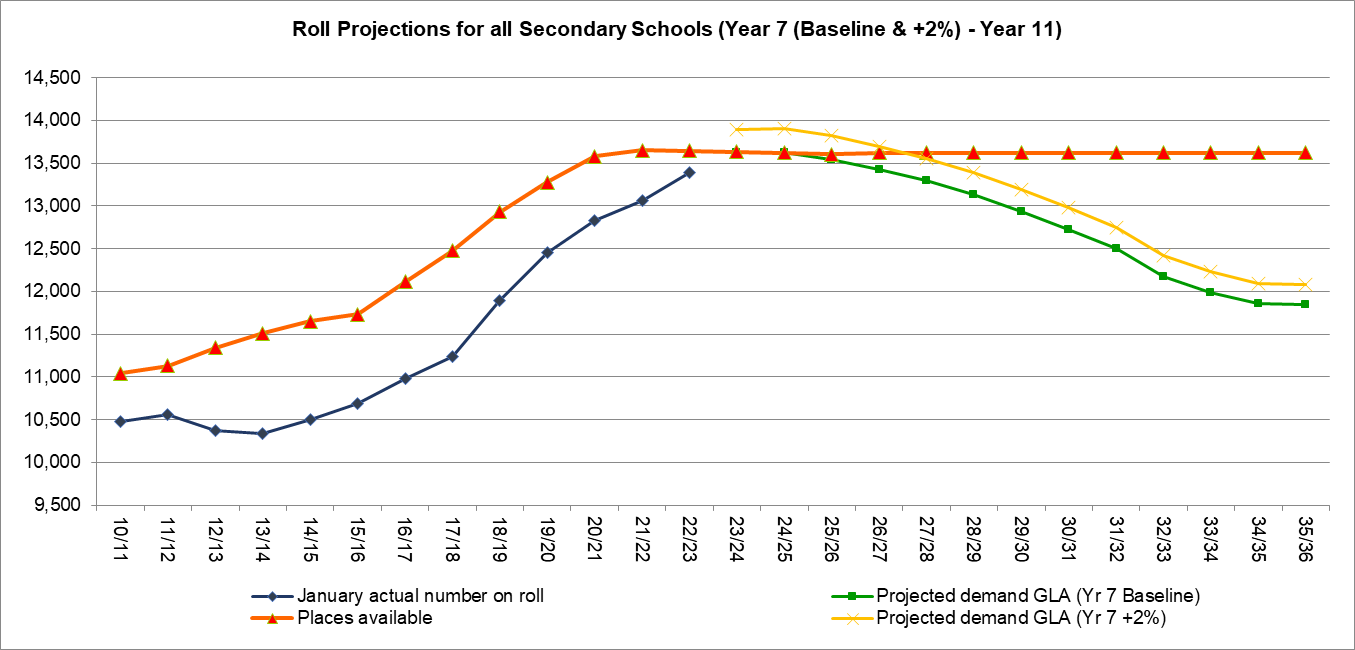 Roll Projections for all Secondary Schools (Year 7 (Baseline & +2%) - Year 11)
14,500
14,000
13,500
13,000
12,500
12,000
11,500
11,000
10,500
10,000
9,500
10/11 11/12 12/13 13/14 14/15 15/16 16/17 17/18 18/19 19/20 20/21 21/22 22/23 23/24 24/25 25/26 26/27 27/28 28/29 29/30 30/31 31/32 32/33 33/34 34/35 35/36
January actual number on roll Projected demand GLA (Yr 7 Baseline)
Places available Projected demand GLA (Yr 7 +2%)